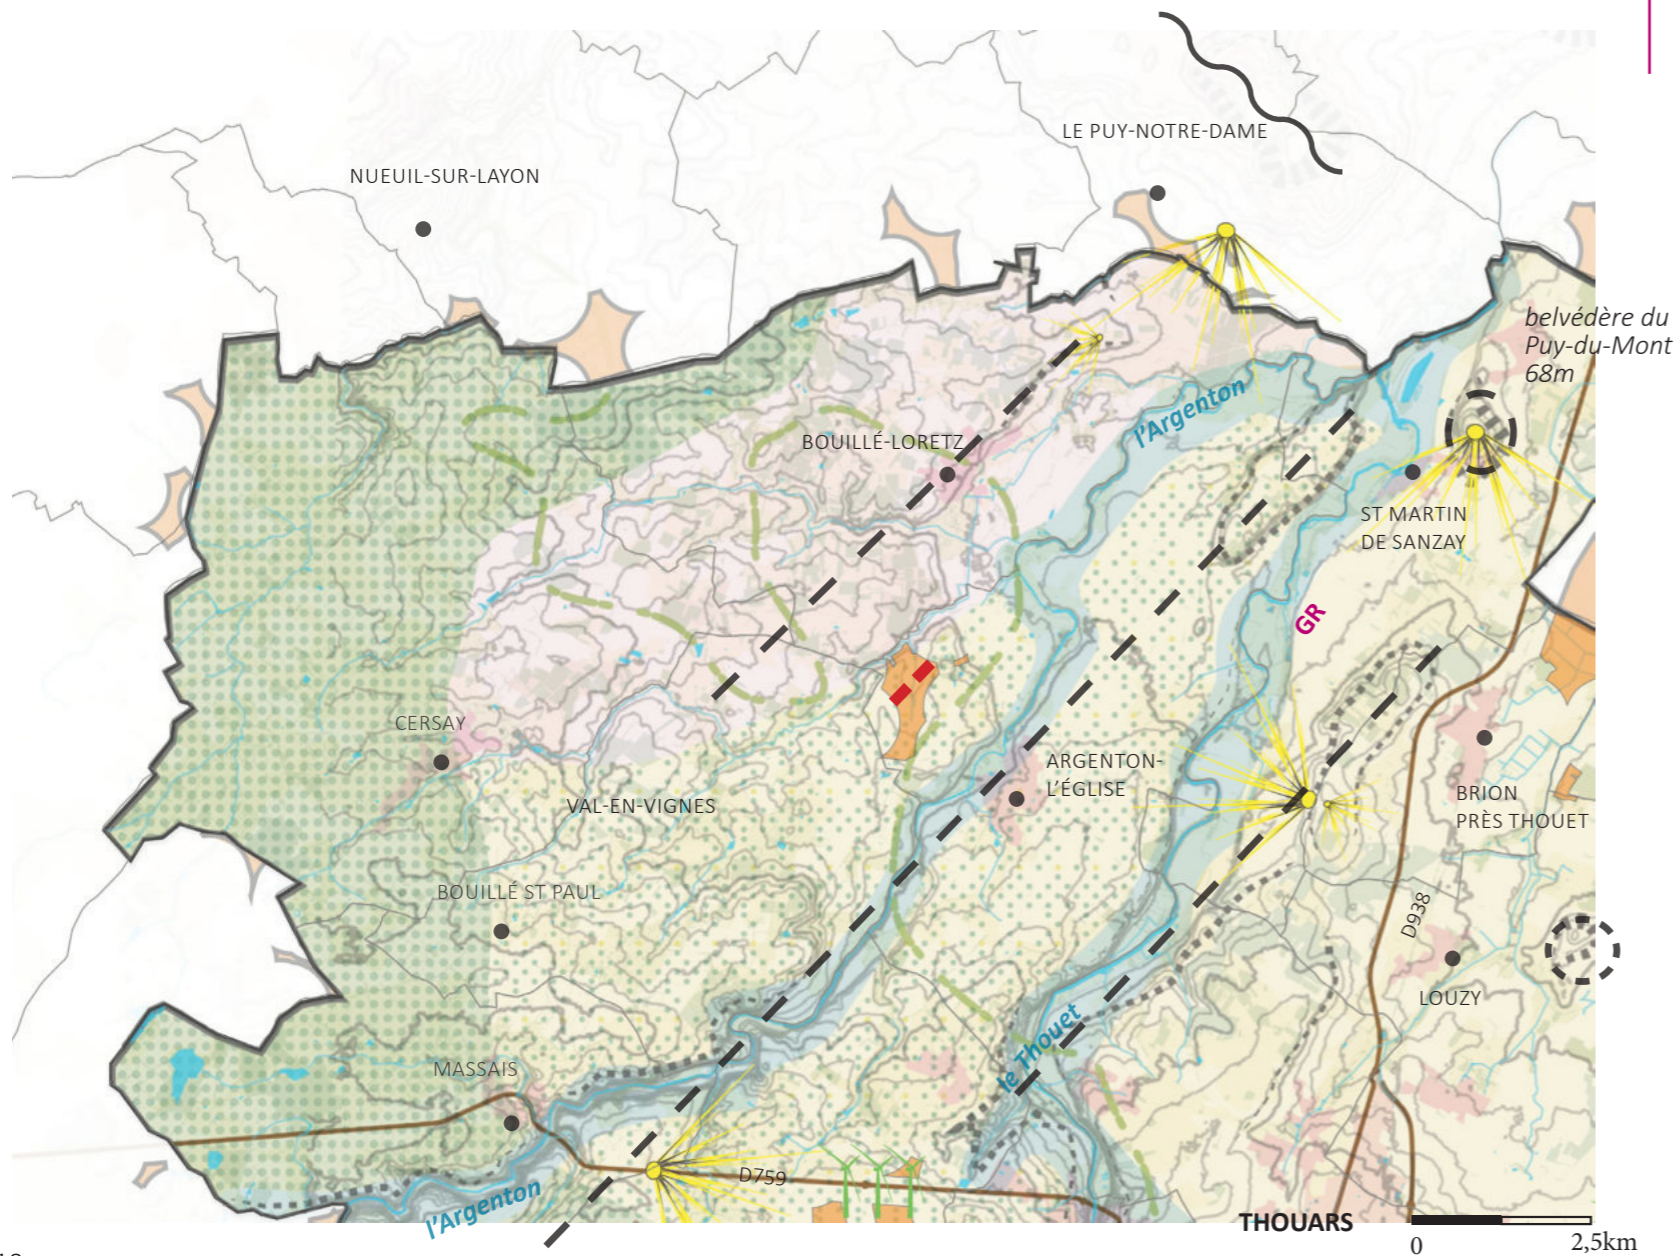 LE PUY-NOTRE-DAME
NUEUIL-SUR-LAYON
belvédère du
Puy-du-Mont
68m
l'Argenton
BOUILLÉ-LORETZ
ST MARTIN
DE SANZAY
GR
CERSAY
ARGENTON-
L'ÉGLISE
VAL-EN-VIGNES
BRION
PRÈS THOUET
BOUILLÉ ST PAUL
D938
LOUZY
le Thouet
MASSAIS
D759
l'Argenton
THOUARS
0
2,5km